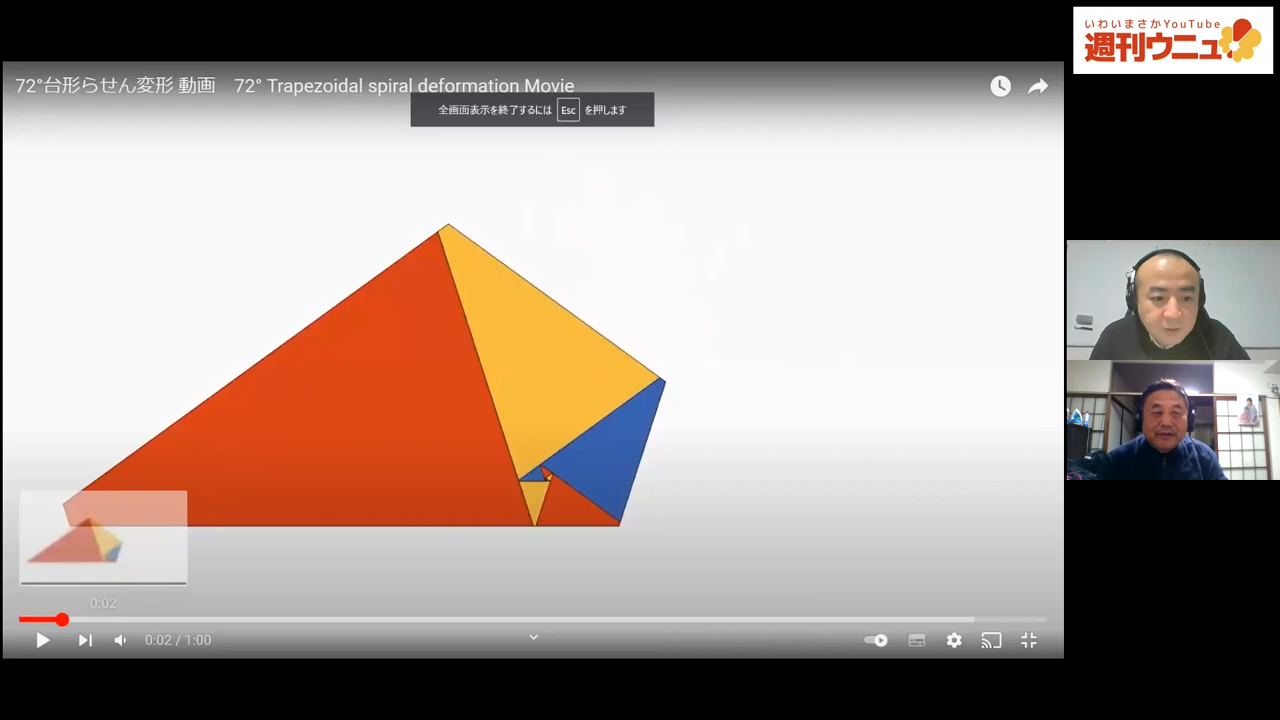 いわいまさかYouTube
週刊ウニュ
72°台形らせん変形 動画 72° Trapezoidal spiral deformation Movie
全画面表示を終了するには Esc を押します
0:02
0:02 / 1:00